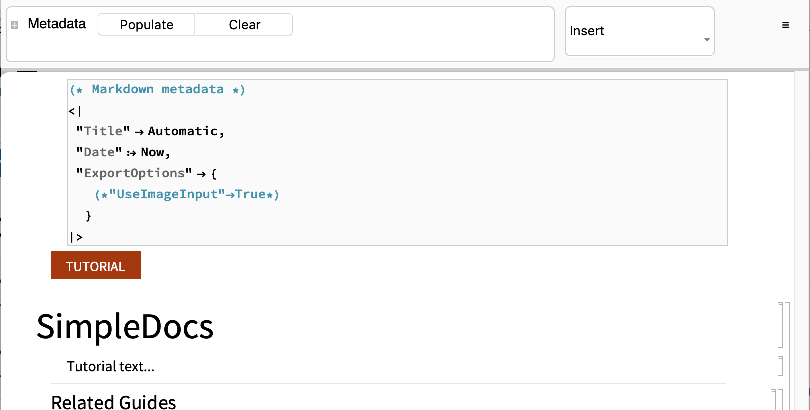 Metadata Populate Clear Insert ≡
(* Markdown metadata *)
<|
"Title"→Automatic,
"Date":→Now,
"ExportOptions"→{
(*"UseImageInput"→True*)
}
|>
TUTORIAL
SimpleDocs
Tutorial text...
Related Guides